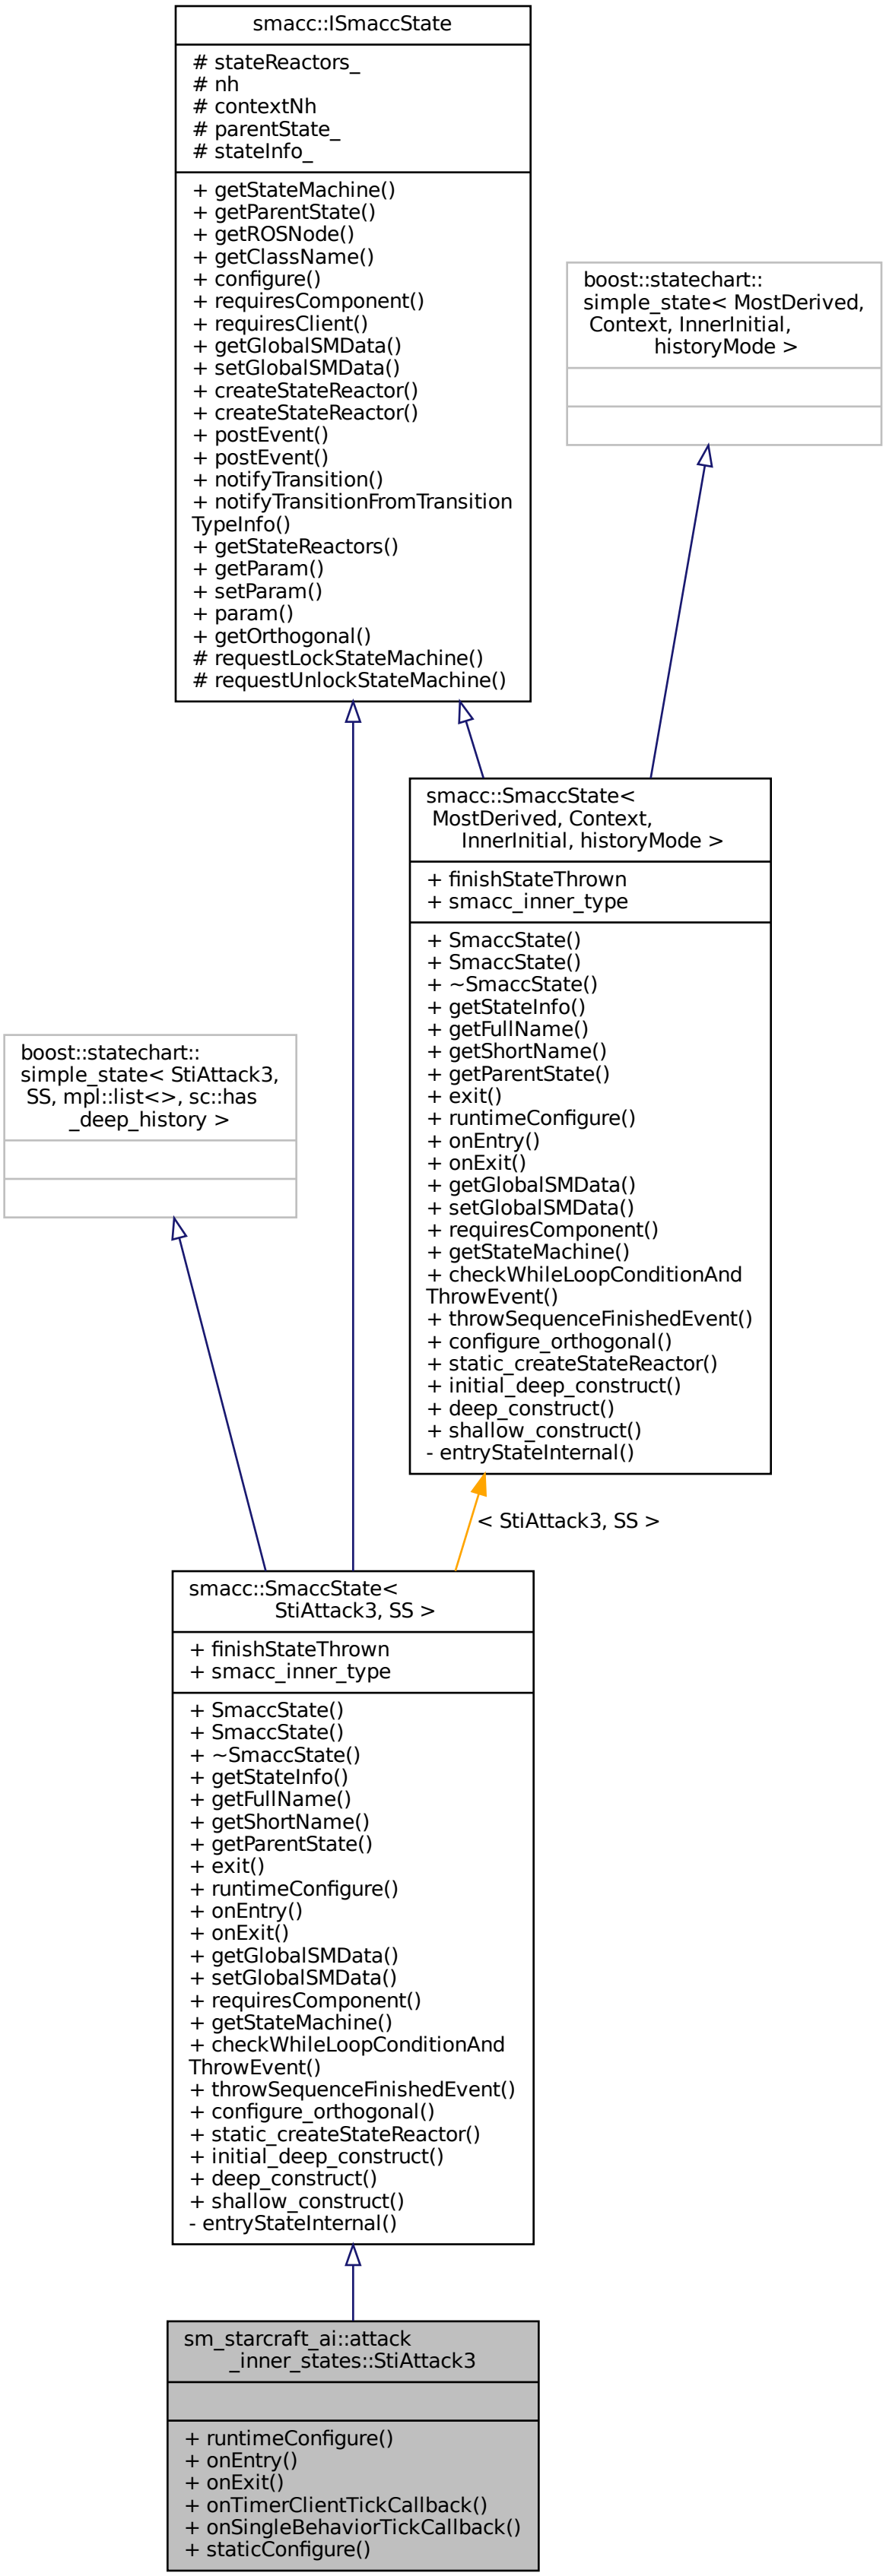 smacc::ISmaccState
# stateReactors_
# nh
# contextNh
# parentState_
# stateInfo_
+ getStateMachine()
+ getParentState()
+ getROSNode()
+ getClassName()
+ configure()
+ requiresComponent()
+ requiresClient()
+ getGlobalSMData()
+ setGlobalSMData()
+ createStateReactor()
+ createStateReactor()
+ postEvent()
+ postEvent()
+ notifyTransition()
+ notifyTransitionFromTransition
TypeInfo()
+ getStateReactors()
+ getParam()
+ setParam()
+ param()
+ getOrthogonal()
# requestLockStateMachine()
# requestUnlockStateMachine()
boost::statechart::
simple_state< MostDerived,
Context, InnerInitial,
historyMode >
smacc::SmaccState<
MostDerived, Context,
InnerInitial, historyMode >
+ finishStateThrown
+ smacc_inner_type
+ SmaccState()
+ SmaccState()
+ ~SmaccState()
+ getStateInfo()
+ getFullName()
+ getShortName()
+ getParentState()
+ exit()
+ runtimeConfigure()
+ onEntry()
+ onExit()
+ getGlobalSMData()
+ setGlobalSMData()
+ requiresComponent()
+ getStateMachine()
+ checkWhileLoopConditionAnd
ThrowEvent()
+ throwSequenceFinishedEvent()
+ configure_orthogonal()
+ static_createStateReactor()
+ initial_deep_construct()
+ deep_construct()
+ shallow_construct()
- entryStateInternal()
boost::statechart::
simple_state< StiAttack3,
SS, mpl::list<>, sc::has
_deep_history >
< StiAttack3, SS >
smacc::SmaccState<
StiAttack3, SS >
+ finishStateThrown
+ smacc_inner_type
+ SmaccState()
+ SmaccState()
+ ~SmaccState()
+ getStateInfo()
+ getFullName()
+ getShortName()
+ getParentState()
+ exit()
+ runtimeConfigure()
+ onEntry()
+ onExit()
+ getGlobalSMData()
+ setGlobalSMData()
+ requiresComponent()
+ getStateMachine()
+ checkWhileLoopConditionAnd
ThrowEvent()
+ throwSequenceFinishedEvent()
+ configure_orthogonal()
+ static_createStateReactor()
+ initial_deep_construct()
+ deep_construct()
+ shallow_construct()
- entryStateInternal()
sm_starcraft_ai::attack
_inner_states::StiAttack3
+ runtimeConfigure()
+ onEntry()
+ onExit()
+ onTimerClientTickCallback()
+ onSingleBehaviorTickCallback()
+ staticConfigure()